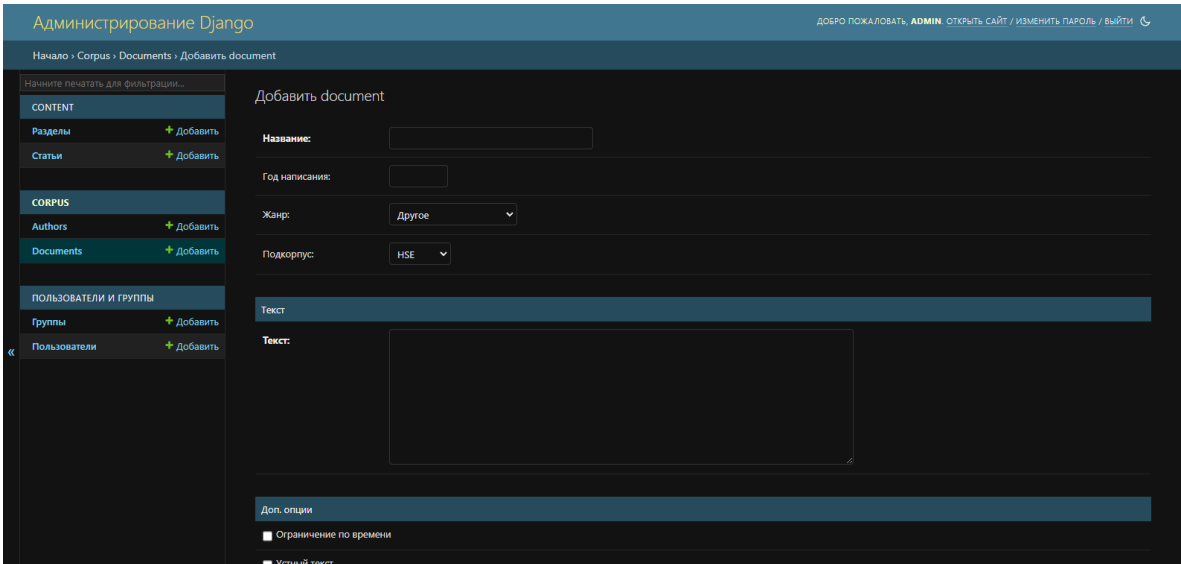 Администрирование Django
ДОБРО ПОЖАЛОВАТЬ, ADMIN. ОТКРЫТЬ САЙТ / ИЗМЕНИТЬ ПАРОЛЬ / ВЫЙТИ
Начало › Corpus › Documents › Добавить document
Начните печатать для фильтрации...
CONTENT
Разделы + Добавить
Статьи + Добавить
CORPUS
Authors + Добавить
Documents + Добавить
ПОЛЬЗОВАТЕЛИ И ГРУППЫ
Группы + Добавить
Пользователи + Добавить
«
Добавить document
Название:
Год написания:
Жанр: Другое
Подкорпус: HSE
Текст
Текст:
Доп. опции
Ограничение по времени
Устный текст